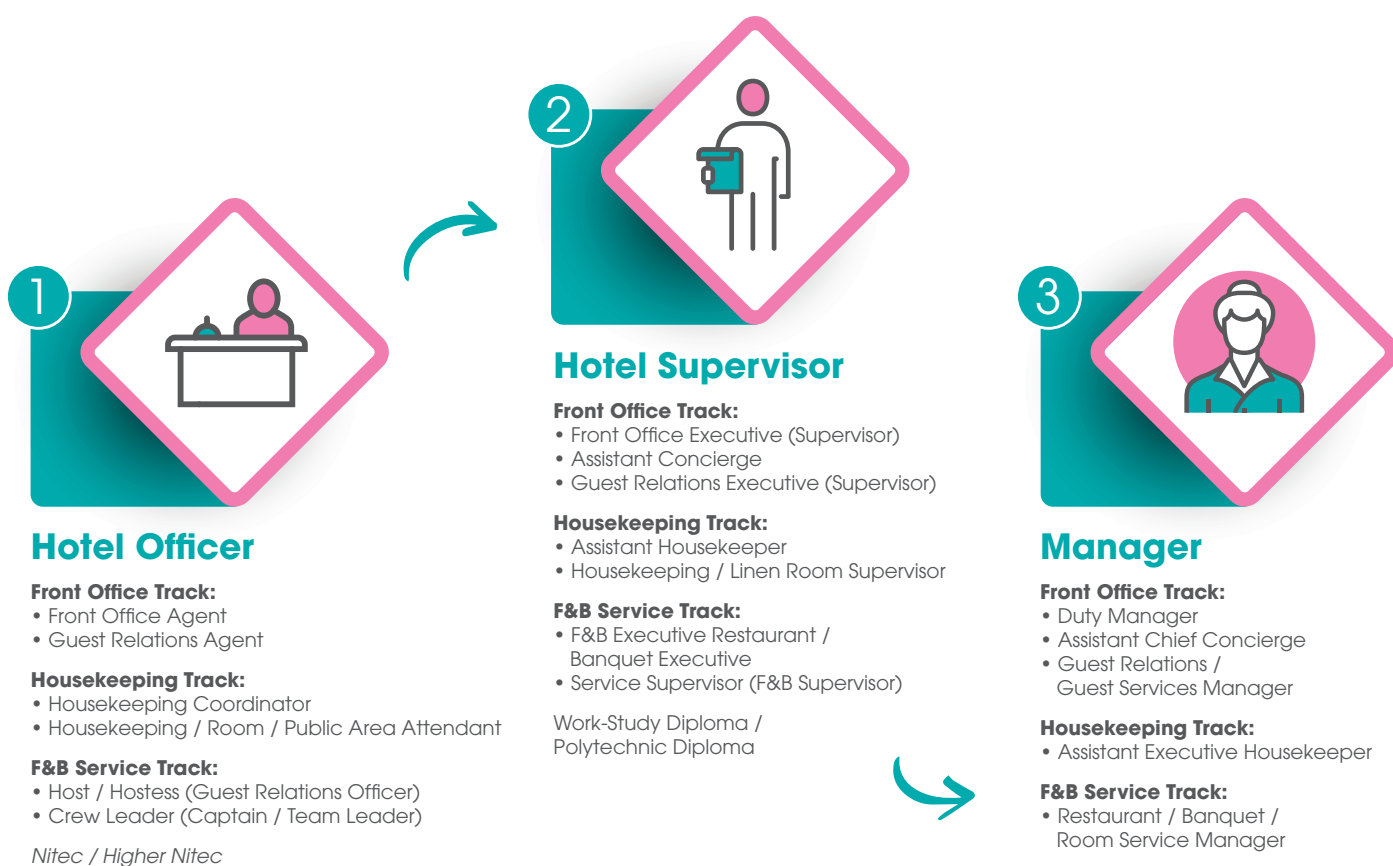 1
Hotel Officer
Front Office Track:
• Front Office Agent
• Guest Relations Agent
Housekeeping Track:
• Housekeeping Coordinator
• Housekeeping / Room / Public Area Attendant
F&B Service Track:
• Host / Hostess (Guest Relations Officer)
• Crew Leader (Captain / Team Leader)
Nitec / Higher Nitec
2
Hotel Supervisor
Front Office Track:
• Front Office Executive (Supervisor)
• Assistant Concierge
• Guest Relations Executive (Supervisor)
Housekeeping Track:
• Assistant Housekeeper
• Housekeeping / Linen Room Supervisor
F&B Service Track:
• F&B Executive Restaurant /
Banquet Executive
• Service Supervisor (F&B Supervisor)
Work-Study Diploma /
Polytechnic Diploma
3
Manager
Front Office Track:
• Duty Manager
• Assistant Chief Concierge
• Guest Relations /
Guest Services Manager
Housekeeping Track:
• Assistant Executive Housekeeper
F&B Service Track:
• Restaurant / Banquet /
Room Service Manager